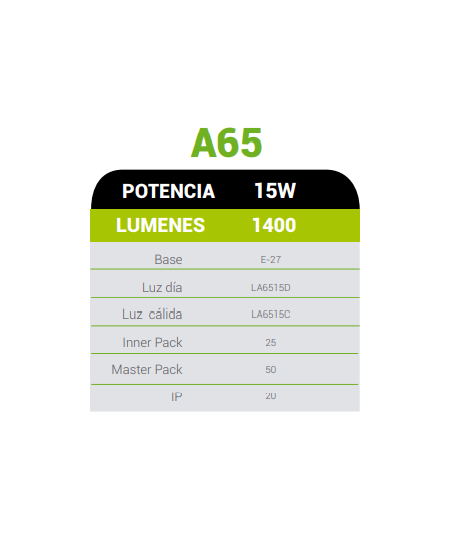 A65
POTENCIA 15W
LUMENES 1400
Base E-27
Luz día LA6515D
Luz cálida LA6515C
Inner Pack 25
Master Pack 50
IP 20